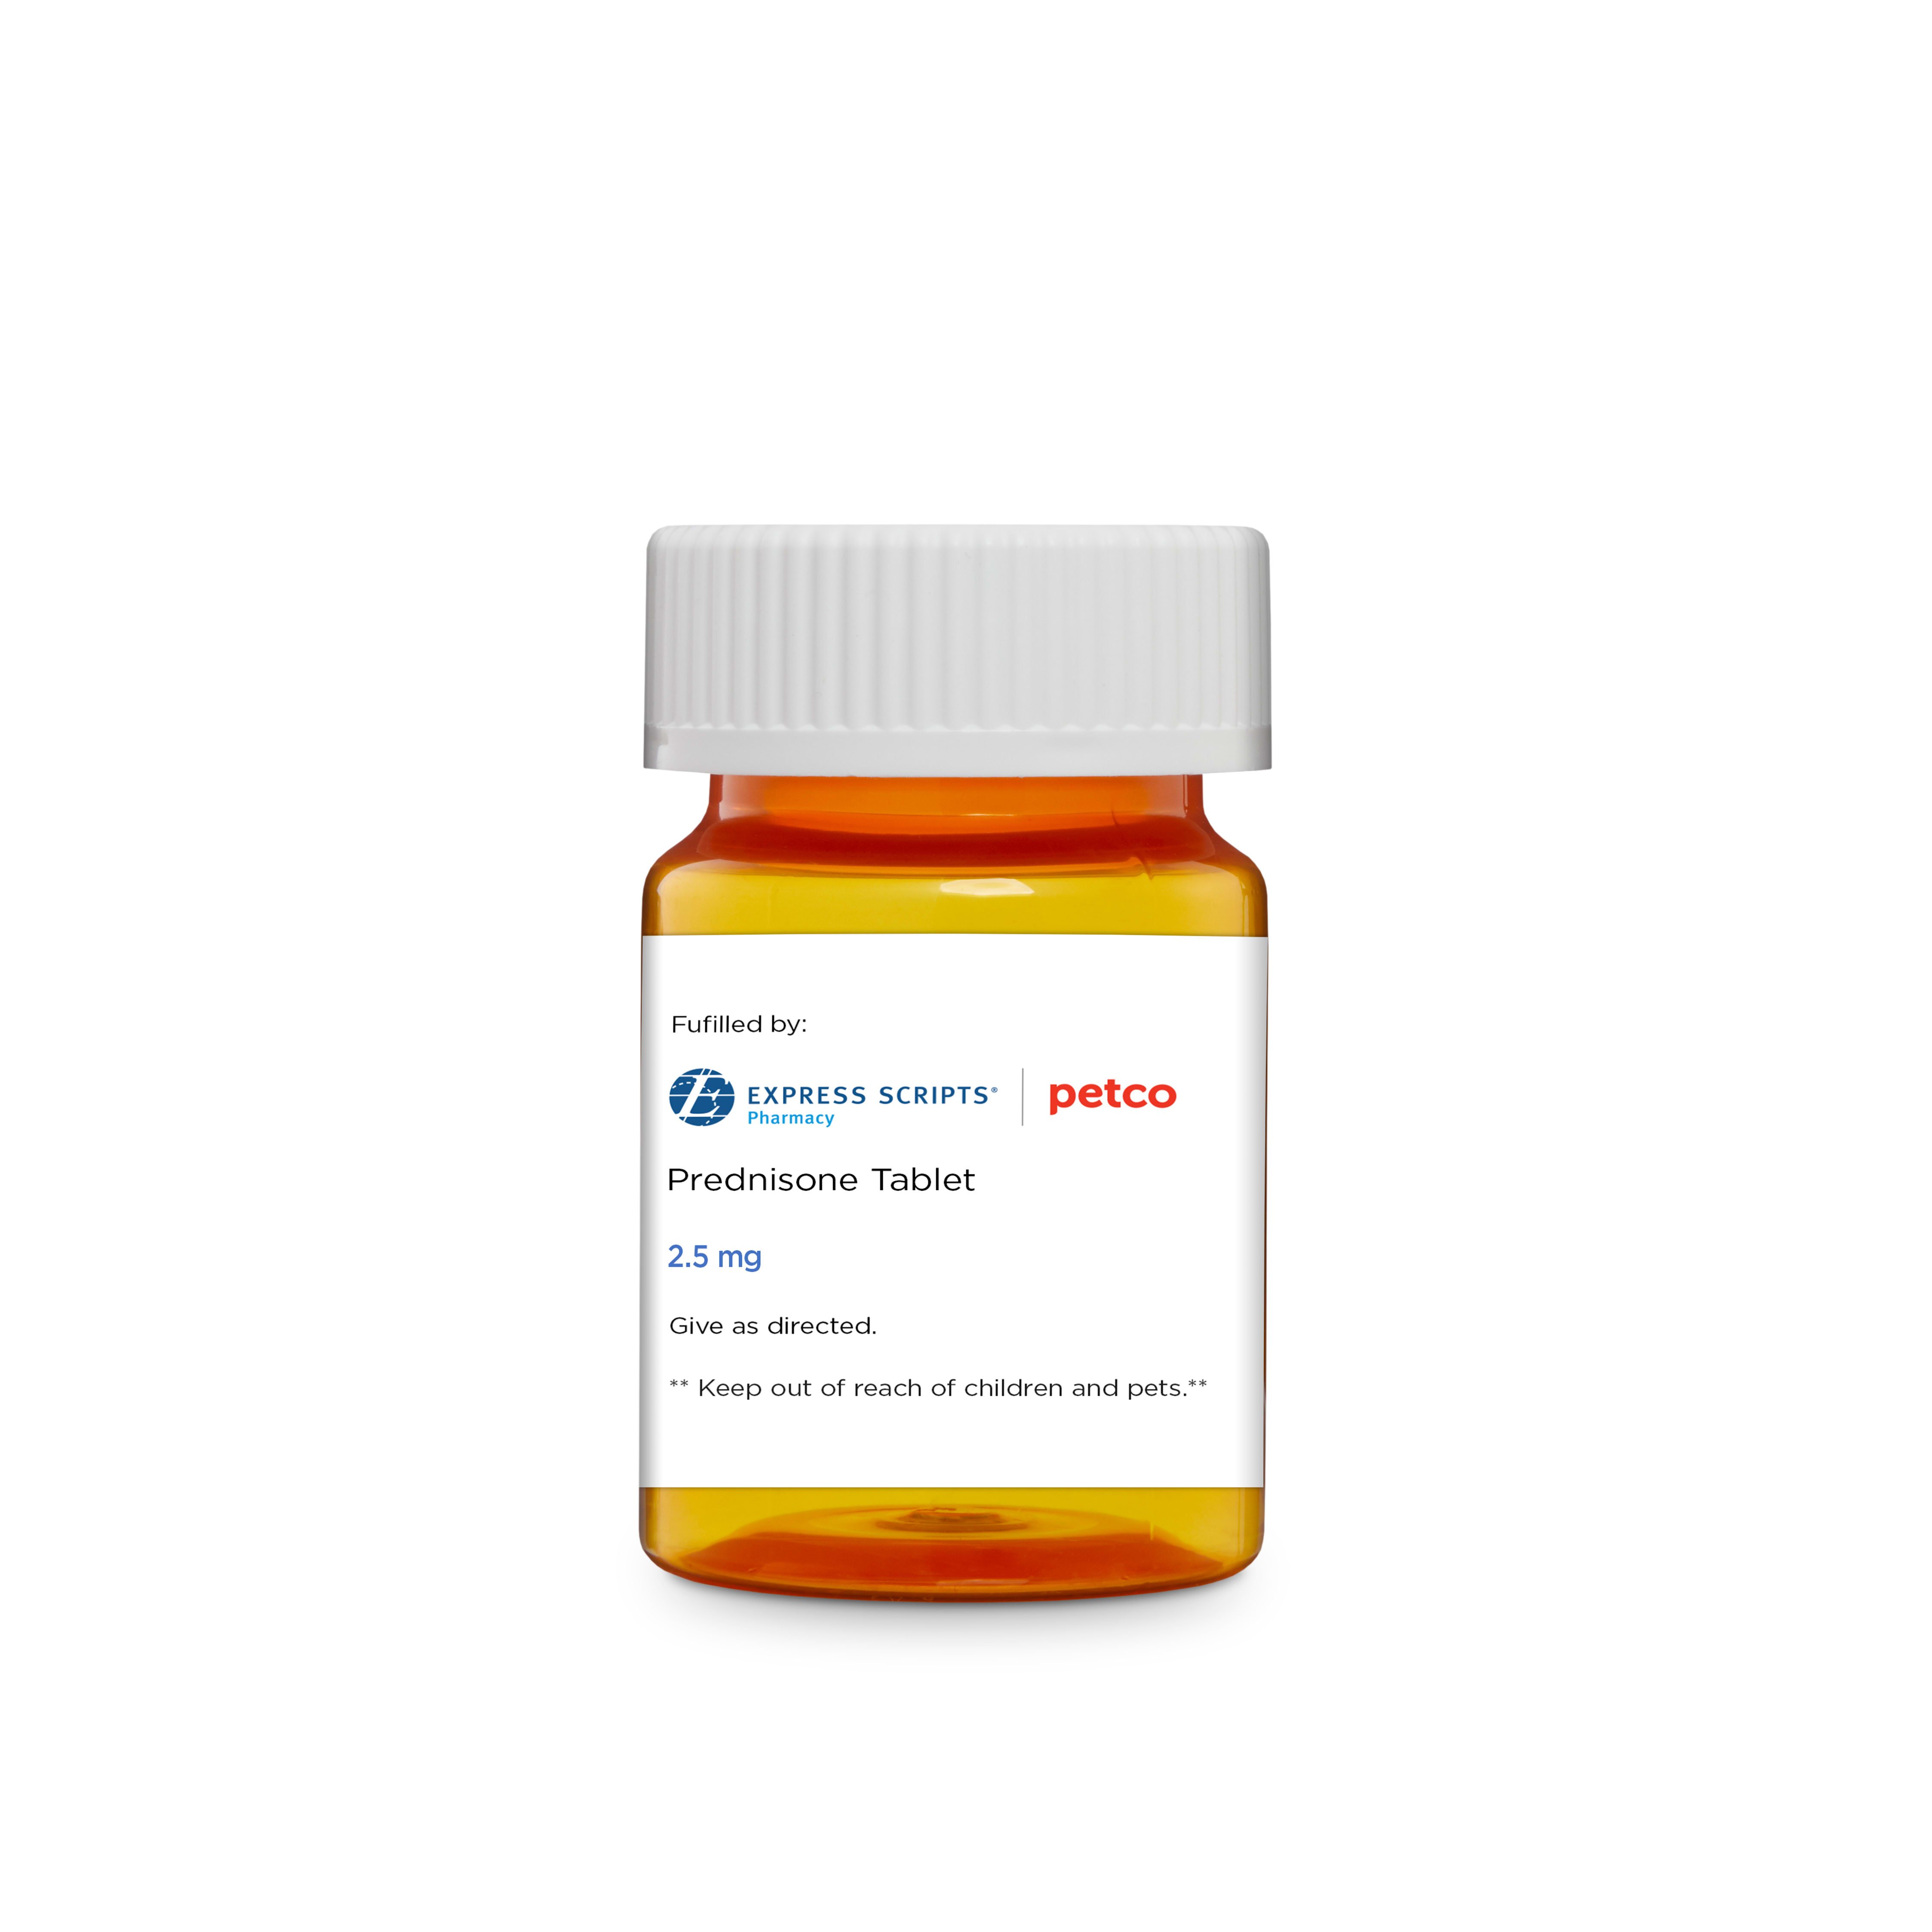 Fufilled by:
EXPRESS SCRIPTS® | petco
Pharmacy
Prednisone Tablet
2.5 mg
Give as directed.
** Keep out of reach of children and pets.**